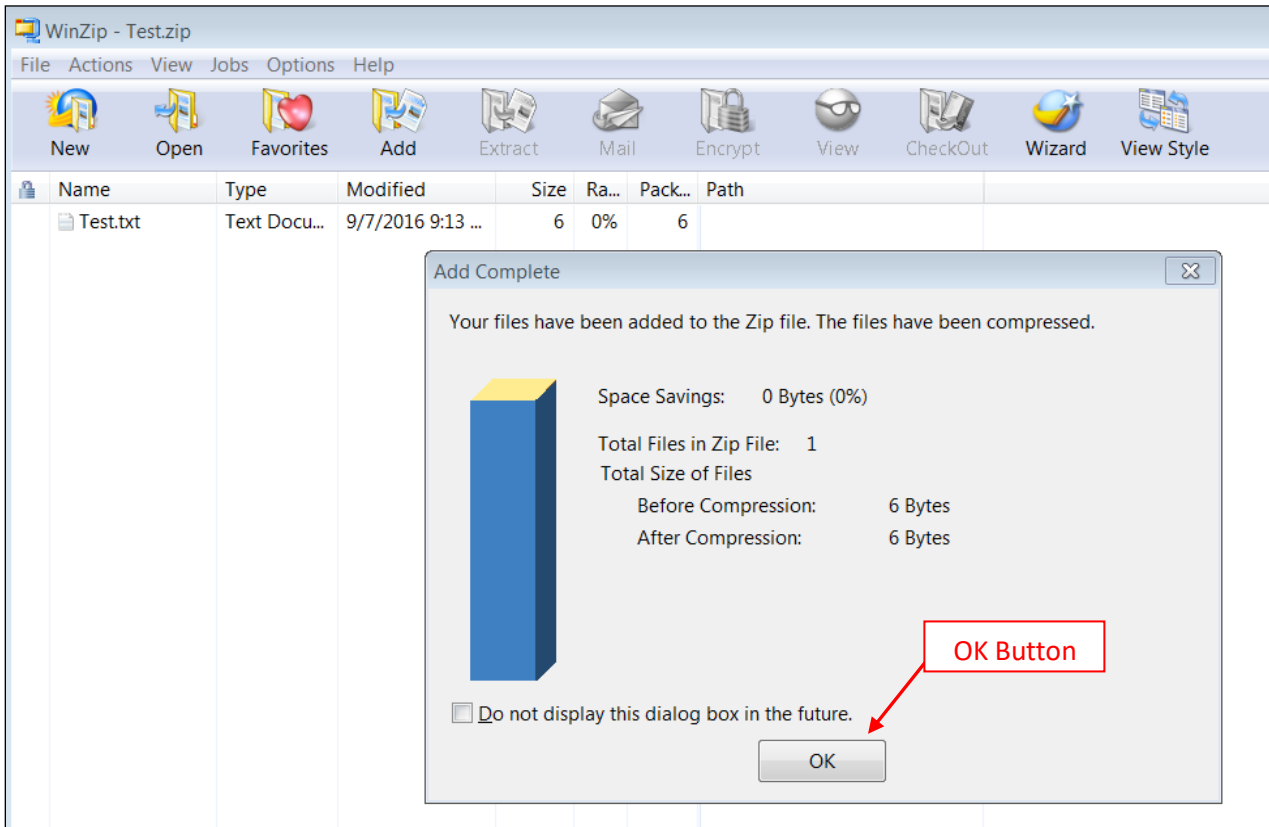 WinZip - Test.zip
File Actions View Jobs Options Help
New Open Favorites Add Extract Mail Encrypt View CheckOut Wizard View Style
Name Type Modified Size Ra... Pack... Path
Test.txt Text Docu... 9/7/2016 9:13 ... 6 0% 6
Add Complete
Your files have been added to the Zip file. The files have been compressed.
Space Savings: 0 Bytes (0%)
Total Files in Zip File: 1
Total Size of Files
Before Compression: 6 Bytes
After Compression: 6 Bytes
OK Button
Do not display this dialog box in the future.
OK